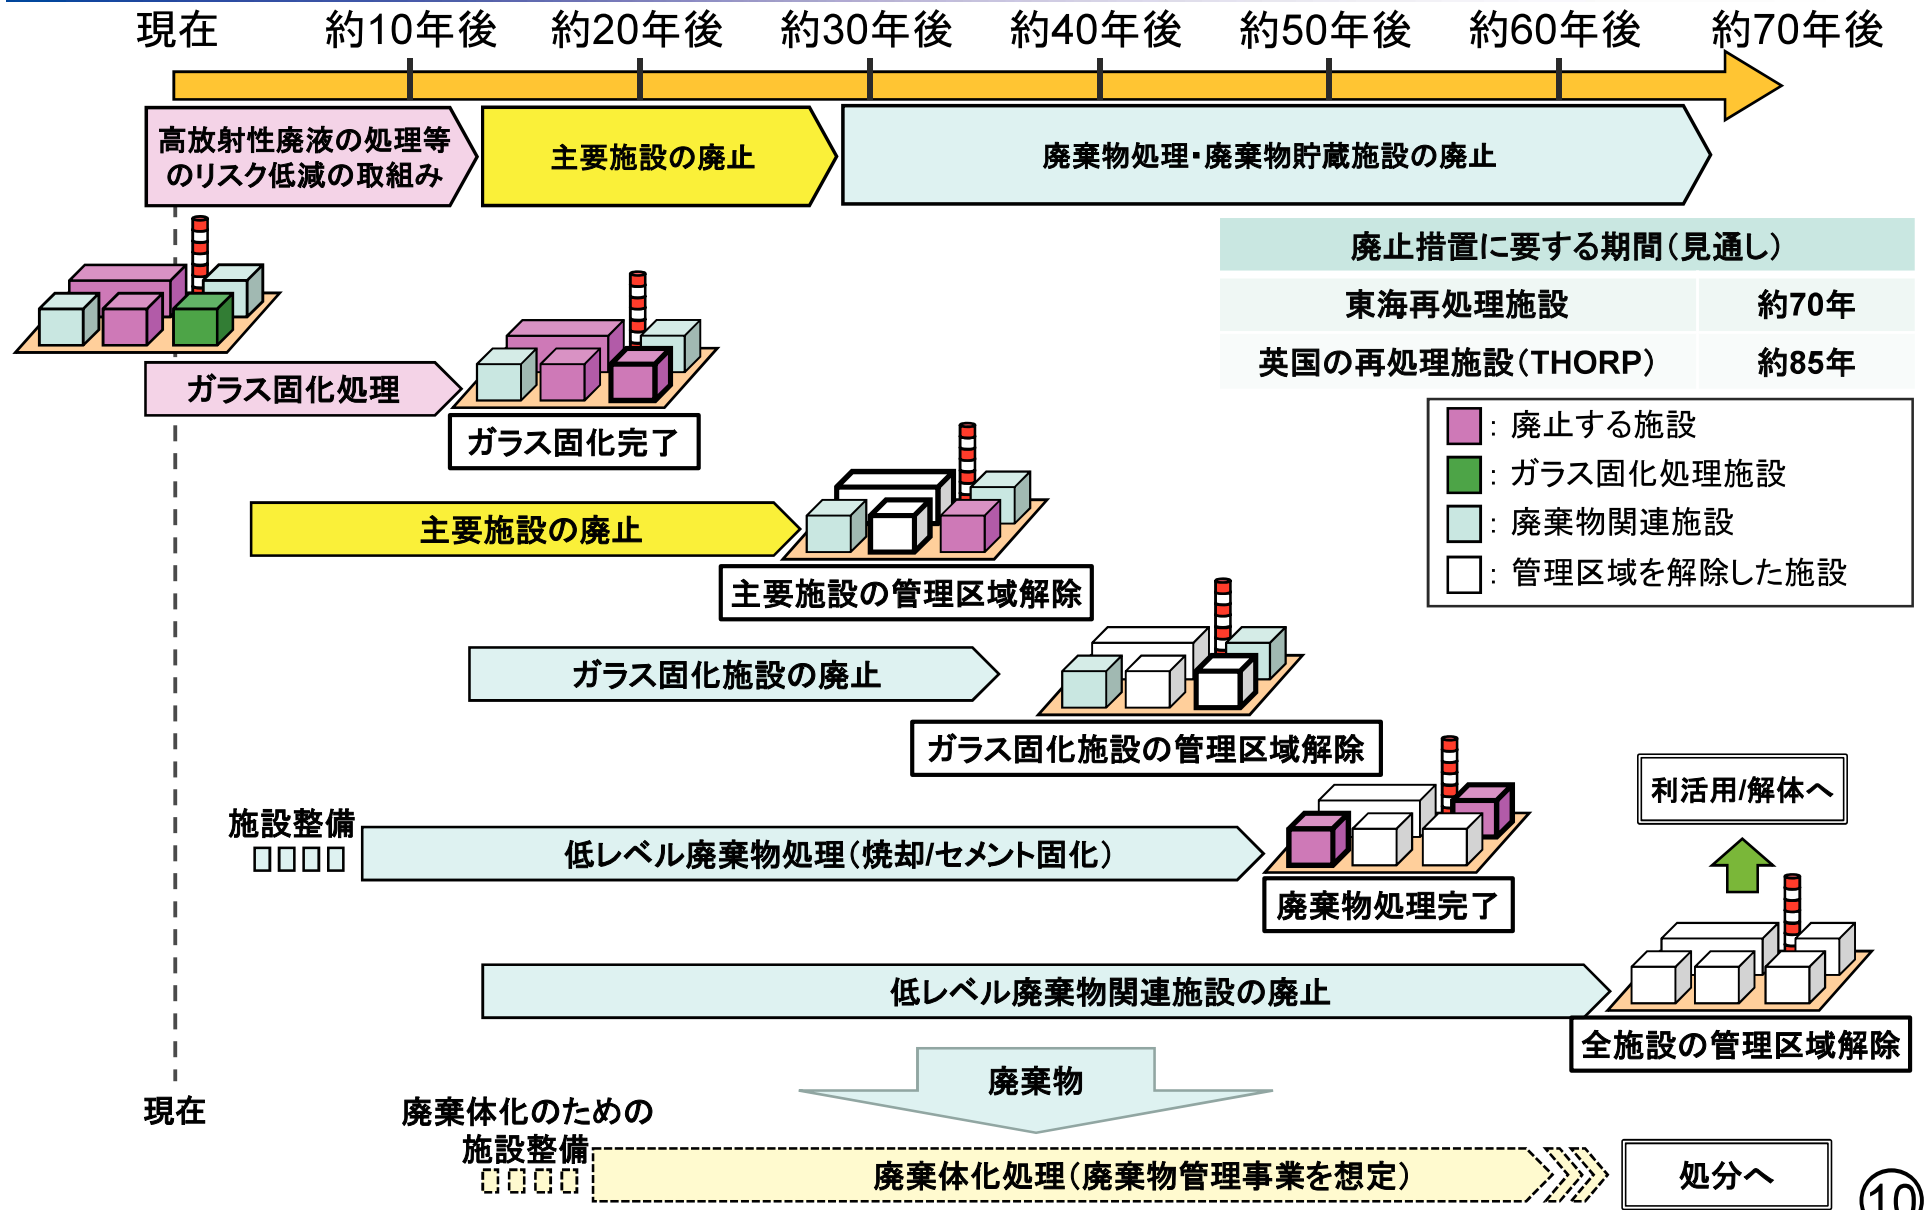 現在
約10年後
約20年後
約30年後
約40年後
約50年後
約60年後
約70年後
高放射性廃液の処理等
のリスク低減の取組み
主要施設の廃止
廃棄物処理・廃棄物貯蔵施設の廃止
廃止措置に要する期間(見通し)
東海再処理施設 約70年
英国の再処理施設(THORP) 約85年
ガラス固化処理
ガラス固化完了
:廃止する施設
:ガラス固化処理施設
:廃棄物関連施設
:管理区域を解除した施設
主要施設の廃止
主要施設の管理区域解除
ガラス固化施設の廃止
ガラス固化施設の管理区域解除
利活用/解体へ
施設整備
低レベル廃棄物処理(焼却/セメント固化)
廃棄物処理完了
低レベル廃棄物関連施設の廃止
全施設の管理区域解除
廃棄物
現在
廃棄体化のための
施設整備
廃棄体化処理(廃棄物管理事業を想定)
処分へ
10